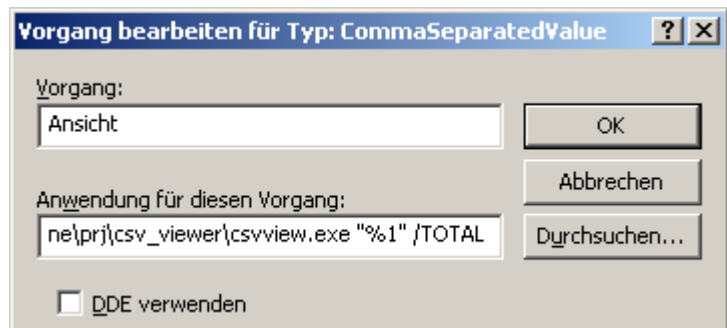 Vorgang bearbeiten für Typ: CommaSeparatedValue
Vorgang:
Ansicht
OK
Abbrechen
Anwendung für diesen Vorgang:
ne\prj\csv_viewer\csvview.exe "%1" /TOTAL
Durchsuchen...
DDE verwenden